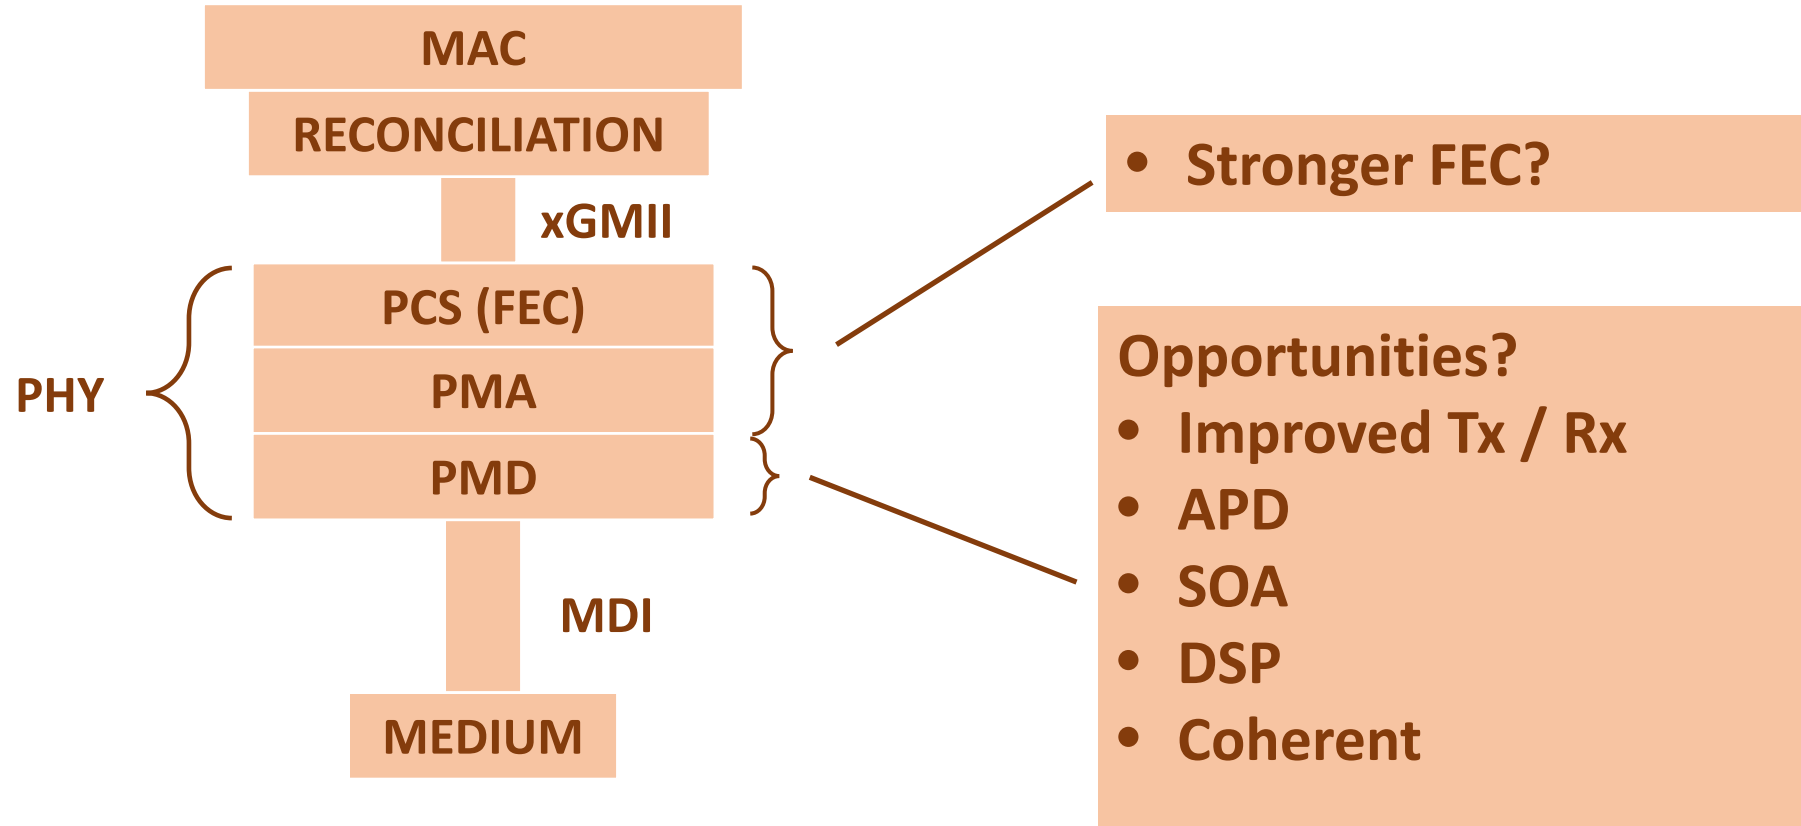 MAC
RECONCILIATION
xGMII
PCS (FEC)
PMA
PMD
PHY
MDI
MEDIUM
• Stronger FEC?
Opportunities?
• Improved Tx / Rx
• APD
• SOA
• DSP
• Coherent